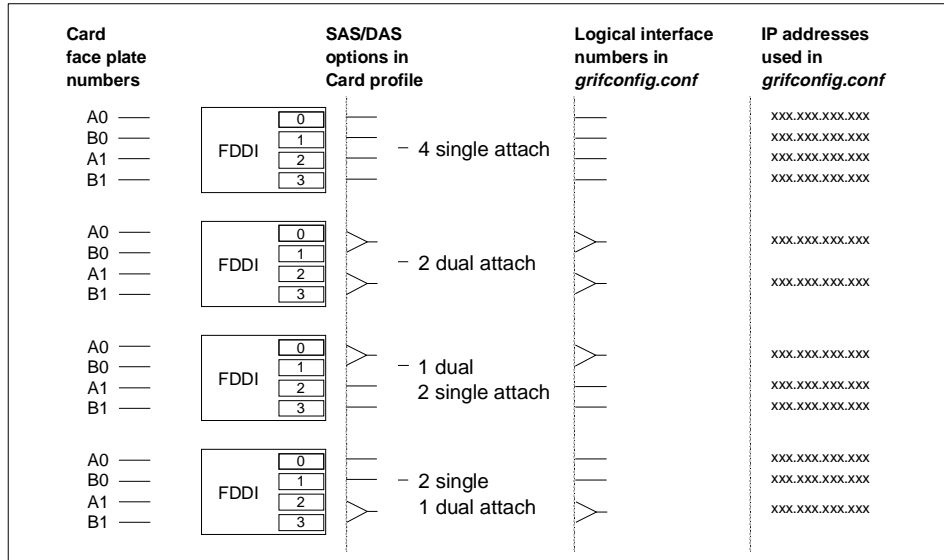 Card
face plate
numbers
SAS/DAS
options in
Card profile
Logical interface
numbers in
grifconfig.conf
IP addresses
used in
grifconfig.conf
A0
B0
A1
B1
FDDI
0
1
2
3
4 single attach
xxx.xxx.xxx.xxx
xxx.xxx.xxx.xxx
xxx.xxx.xxx.xxx
xxx.xxx.xxx.xxx
A0
B0
A1
B1
FDDI
0
1
2
3
2 dual attach
xxx.xxx.xxx.xxx
xxx.xxx.xxx.xxx
A0
B0
A1
B1
FDDI
0
1
2
3
1 dual
2 single attach
xxx.xxx.xxx.xxx
xxx.xxx.xxx.xxx
xxx.xxx.xxx.xxx
A0
B0
A1
B1
FDDI
0
1
2
3
2 single
1 dual attach
xxx.xxx.xxx.xxx
xxx.xxx.xxx.xxx
xxx.xxx.xxx.xxx